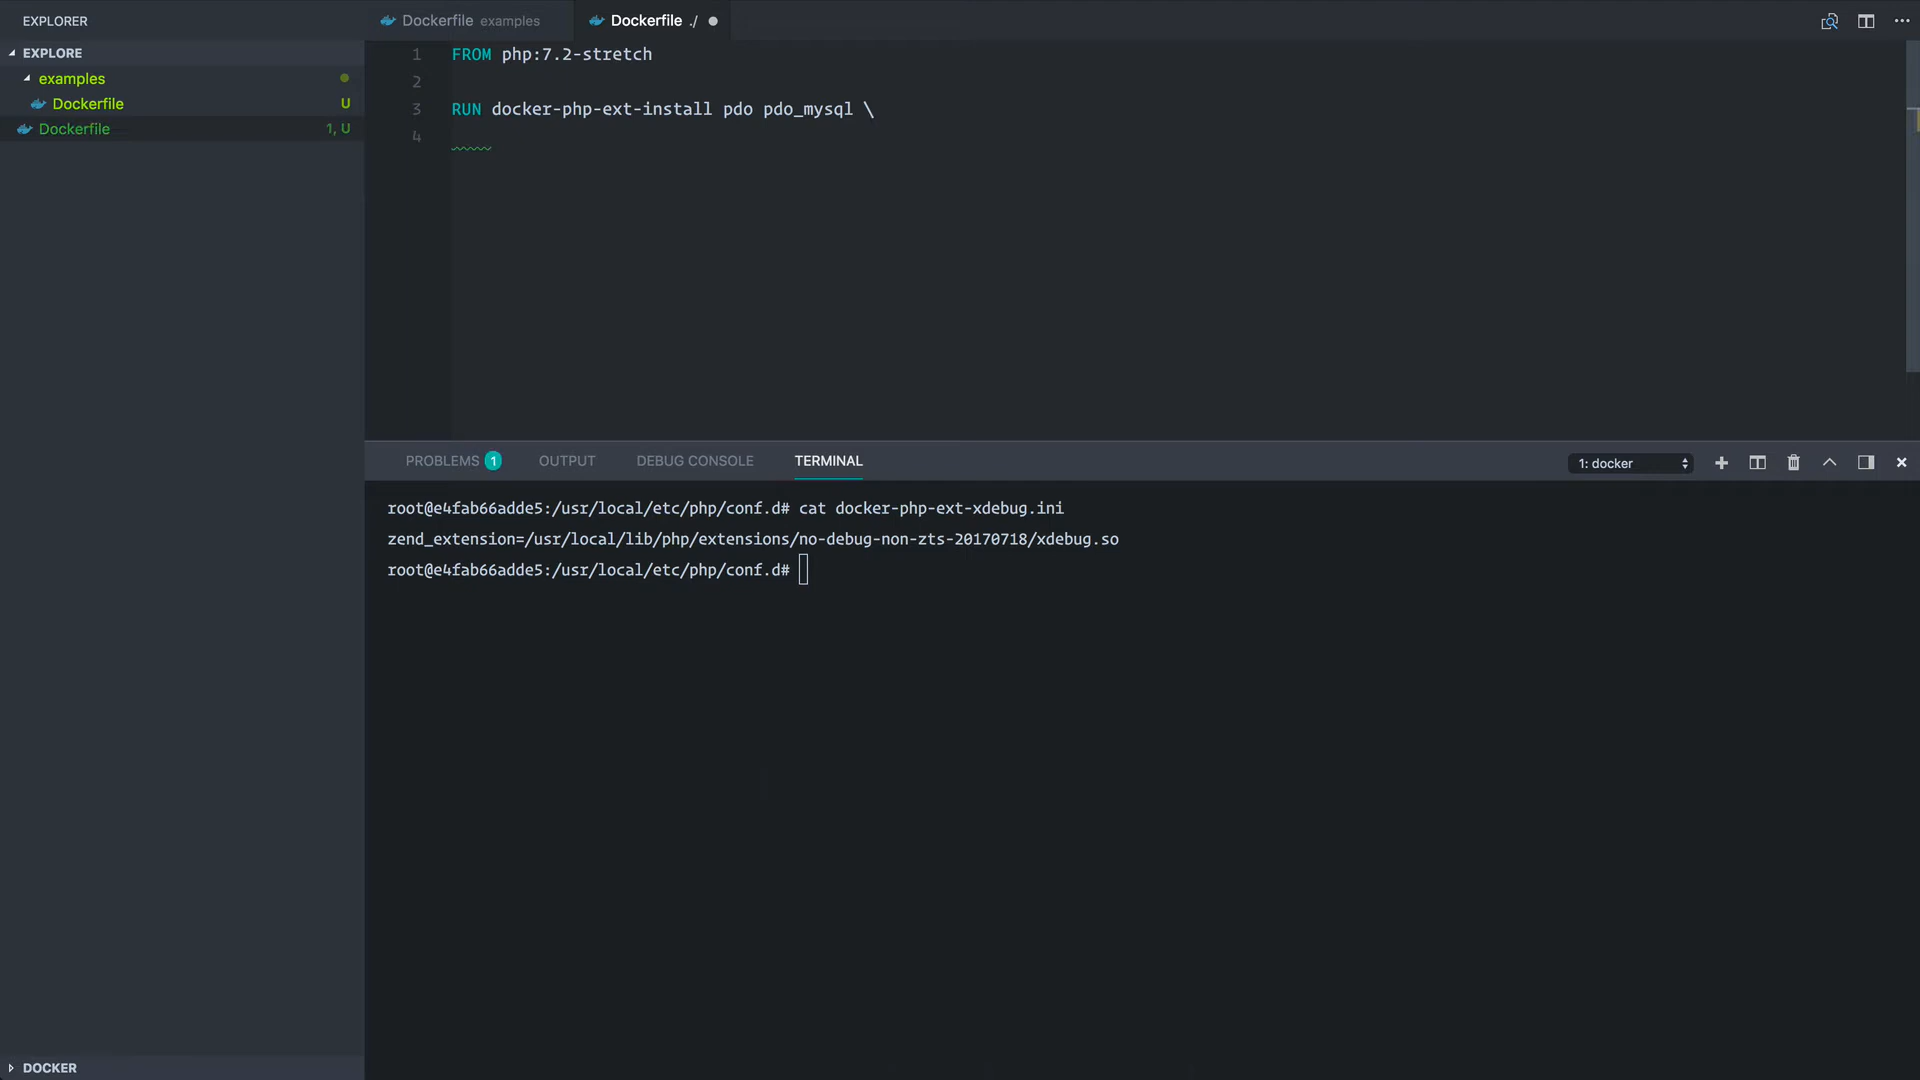 EXPLORER
EXPLORE
examples
Dockerfile U
Dockerfile 1, U
DOCKER
Dockerfile examples
Dockerfile ./
1 FROM php:7.2-stretch
2
3 RUN docker-php-ext-install pdo pdo_mysql \
4
PROBLEMS 1 OUTPUT DEBUG CONSOLE TERMINAL 1: docker
root@e4fab66adde5:/usr/local/etc/php/conf.d# cat docker-php-ext-xdebug.ini
zend_extension=/usr/local/lib/php/extensions/no-debug-non-zts-20170718/xdebug.so
root@e4fab66adde5:/usr/local/etc/php/conf.d#